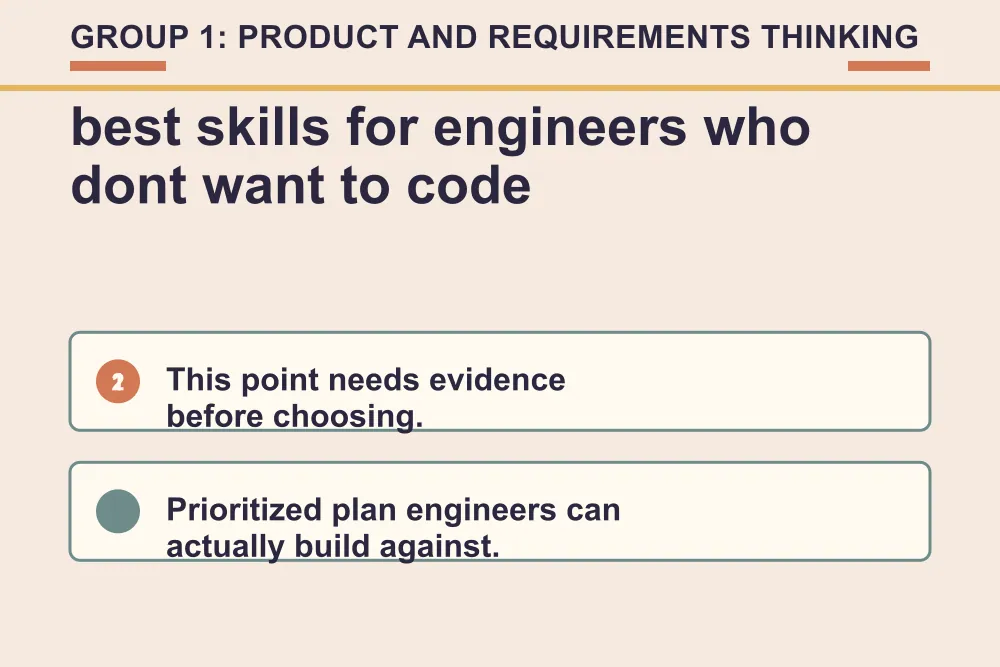 GROUP 1: PRODUCT AND REQUIREMENTS THINKING
best skills for engineers who
dont want to code
2
This point needs evidence
before choosing.
Prioritized plan engineers can
actually build against.